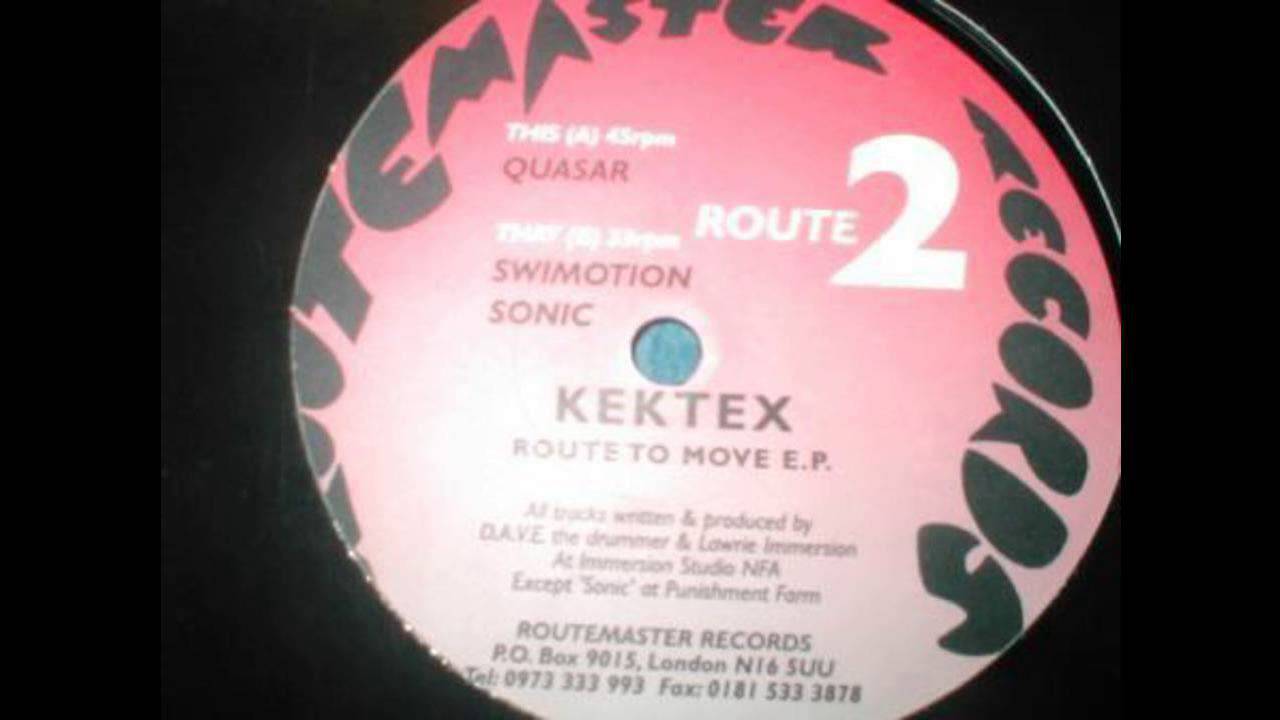 ROUTEMASTER RECORDS
THIS (A) 45rpm
QUASAR
THAT (B) 33rpm
SWIMOTION
SONIC
ROUTE 2
KEKTEX
ROUTE TO MOVE E.P.
All tracks written & produced by
D.A.V.E. the drummer & Lawrie Immersion
At Immersion Studio NFA
Except 'Sonic' at Punishment Farm
ROUTEMASTER RECORDS
P.O. Box 9015, London N16 5UU
Tel: 0973 333 993 Fax: 0181 533 3878